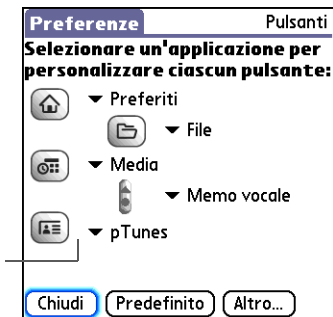 Preferenze Pulsanti
Selezionare un'applicazione per
personalizzare ciascun pulsante:
Preferiti
File
Media
Memo vocale
pTunes
Chiudi Predefinito Altro...